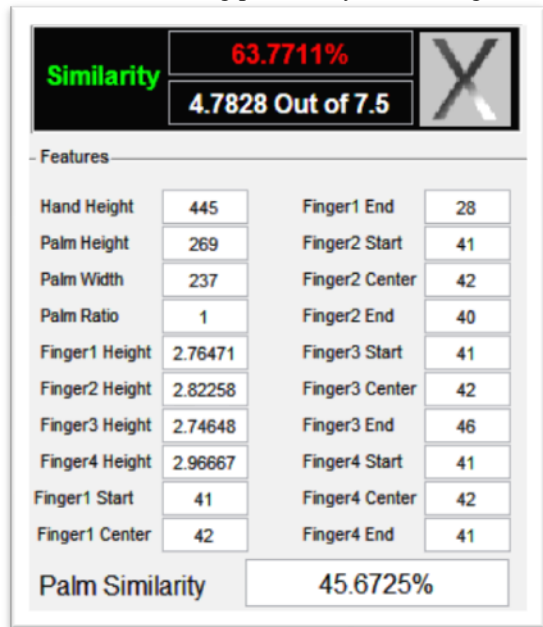 Similarity
63.7711%
4.7828 Out of 7.5
Features
Hand Height 445 Finger1 End 28
Palm Height 269 Finger2 Start 41
Palm Width 237 Finger2 Center 42
Palm Ratio 1 Finger2 End 40
Finger1 Height 2.76471 Finger3 Start 41
Finger2 Height 2.82258 Finger3 Center 42
Finger3 Height 2.74648 Finger3 End 46
Finger4 Height 2.96667 Finger4 Start 41
Finger1 Start 41 Finger4 Center 42
Finger1 Center 42 Finger4 End 41
Palm Similarity 45.6725%